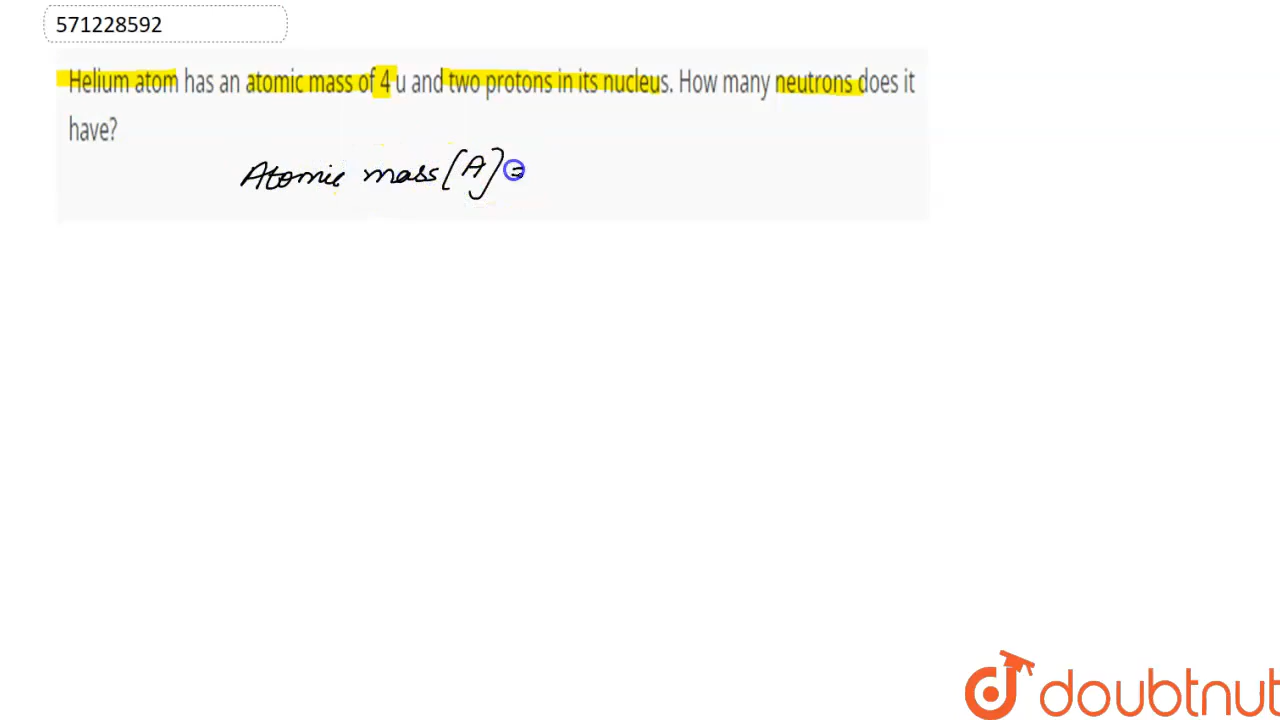 571228592
Helium atom has an atomic mass of 4 u and two protons in its nucleus. How many neutrons does it
have?
Atomic mass [A] =
doubtnut